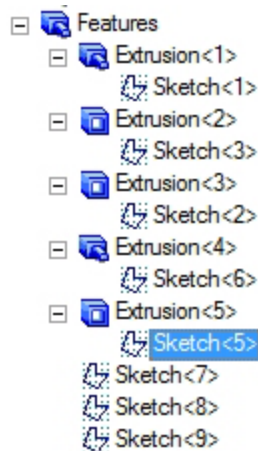 Features
Extrusion<1>
Sketch<1>
Extrusion<2>
Sketch<3>
Extrusion<3>
Sketch<2>
Extrusion<4>
Sketch<6>
Extrusion<5>
Sketch<5>
Sketch<7>
Sketch<8>
Sketch<9>